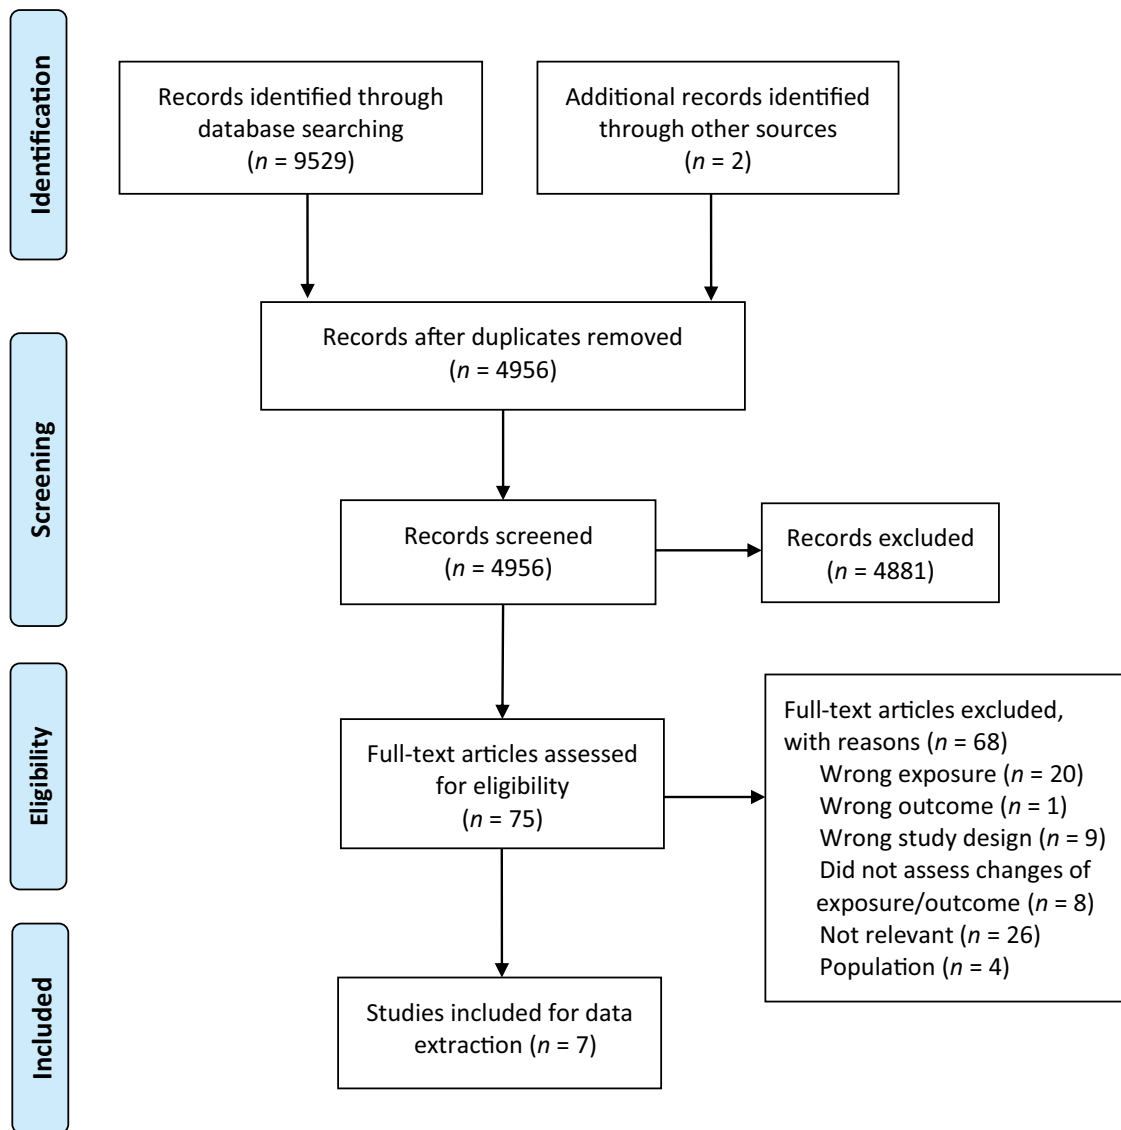 Identification
Records identified through
database searching
(n = 9529)
Additional records identified
through other sources
(n = 2)
Records after duplicates removed
(n = 4956)
Screening
Records screened
(n = 4956)
Records excluded
(n = 4881)
Eligibility
Full-text articles assessed
for eligibility
(n = 75)
Full-text articles excluded,
with reasons (n = 68)
Wrong exposure (n = 20)
Wrong outcome (n = 1)
Wrong study design (n = 9)
Did not assess changes of
exposure/outcome (n = 8)
Not relevant (n = 26)
Population (n = 4)
Included
Studies included for data
extraction (n = 7)